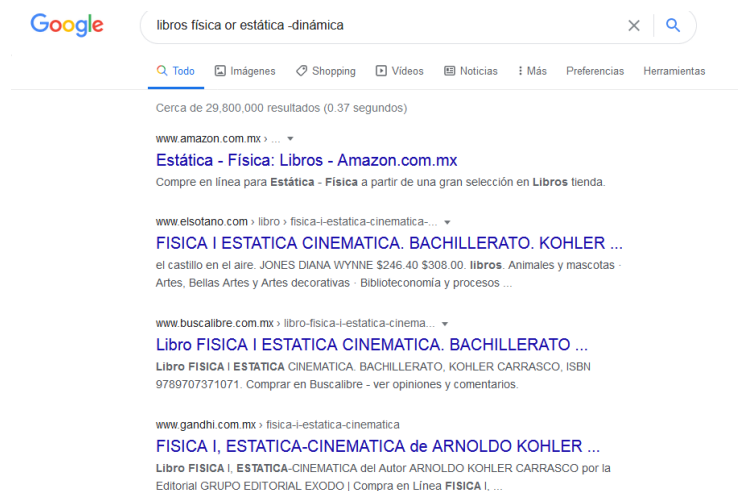 Google
libros física or estática -dinámica
Todo Imágenes Shopping Vídeos Noticias Más Preferencias Herramientas
Cerca de 29,800,000 resultados (0.37 segundos)
www.amazon.com.mx › ...
Estática - Física: Libros - Amazon.com.mx
Compre en línea para Estática - Física a partir de una gran selección en Libros tienda.
www.elsotano.com › libro › fisica-i-estatica-cinematica-...
FISICA I ESTATICA CINEMATICA. BACHILLERATO. KOHLER ...
el castillo en el aire. JONES DIANA WYNNE $246.40 $308.00. libros. Animales y mascotas ·
Artes, Bellas Artes y Artes decorativas · Biblioteconomía y procesos ...
www.buscalibre.com.mx › libro-fisica-i-estatica-cinema...
Libro FISICA I ESTATICA CINEMATICA. BACHILLERATO ...
Libro FISICA I ESTATICA CINEMATICA. BACHILLERATO, KOHLER CARRASCO, ISBN
9789707371071. Comprar en Buscalibre - ver opiniones y comentarios.
www.gandhi.com.mx › fisica-i-estatica-cinematica
FISICA I, ESTATICA-CINEMATICA de ARNOLDO KOHLER ...
Libro FISICA I, ESTATICA-CINEMATICA del Autor ARNOLDO KOHLER CARRASCO por la
Editorial GRUPO EDITORIAL EXODO | Compra en Línea FISICA I, ...